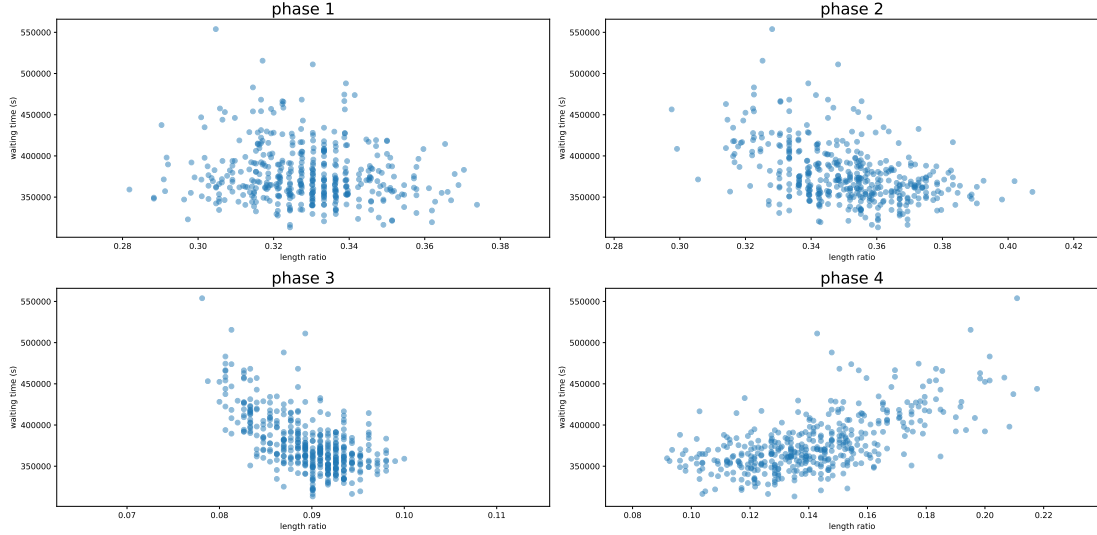 phase 1
550000
500000
450000
400000
350000
waiting time (s)
0.28 0.30 0.32 0.34 0.36 0.38
length ratio
phase 2
550000
500000
450000
400000
350000
waiting time (s)
0.28 0.30 0.32 0.34 0.36 0.38 0.40 0.42
length ratio
phase 3
550000
500000
450000
400000
350000
waiting time (s)
0.07 0.08 0.09 0.10 0.11
length ratio
phase 4
550000
500000
450000
400000
350000
waiting time (s)
0.08 0.10 0.12 0.14 0.16 0.18 0.20 0.22
length ratio